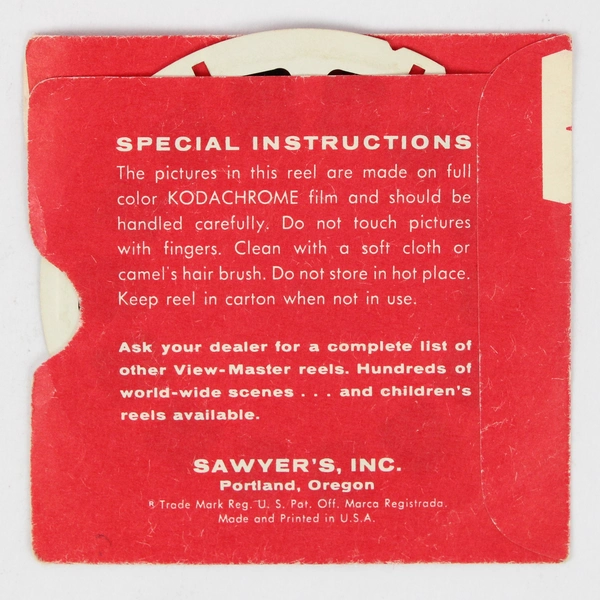 SPECIAL INSTRUCTIONS
The pictures in this reel are made on full
color KODACHROME film and should be
handled carefully. Do not touch pictures
with fingers. Clean with a soft cloth or
camel's hair brush. Do not store in hot place.
Keep reel in carton when not in use.
Ask your dealer for a complete list of
other View-Master reels. Hundreds of
world-wide scenes . . . and children's
reels available.
SAWYER'S, INC.
Portland, Oregon
® Trade Mark Reg. U. S. Pat. Off. Marca Registrada.
Made and Printed in U.S.A.